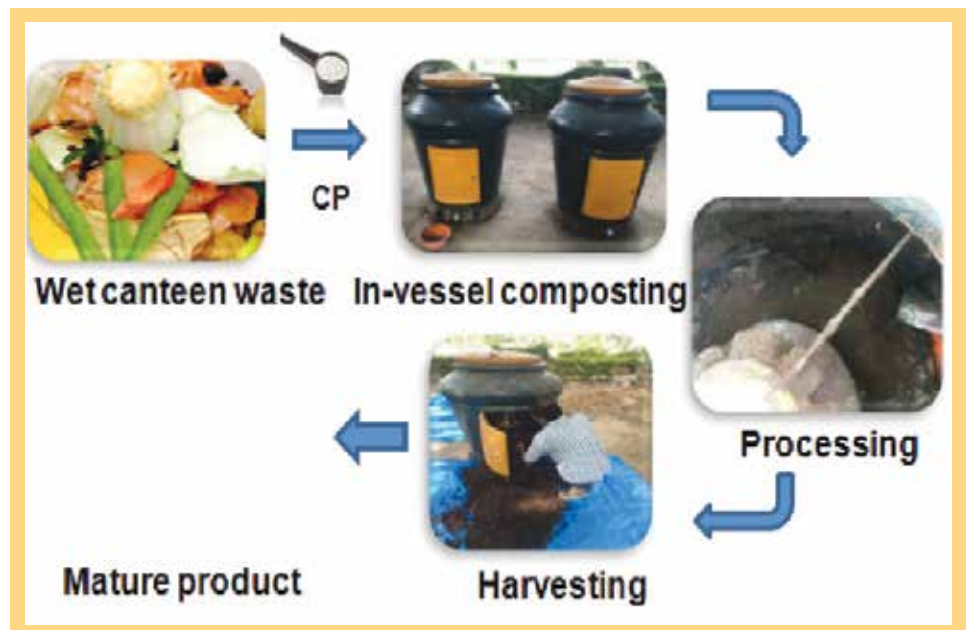 CP
Wet canteen waste
In-vessel composting
Processing
Harvesting
Mature product